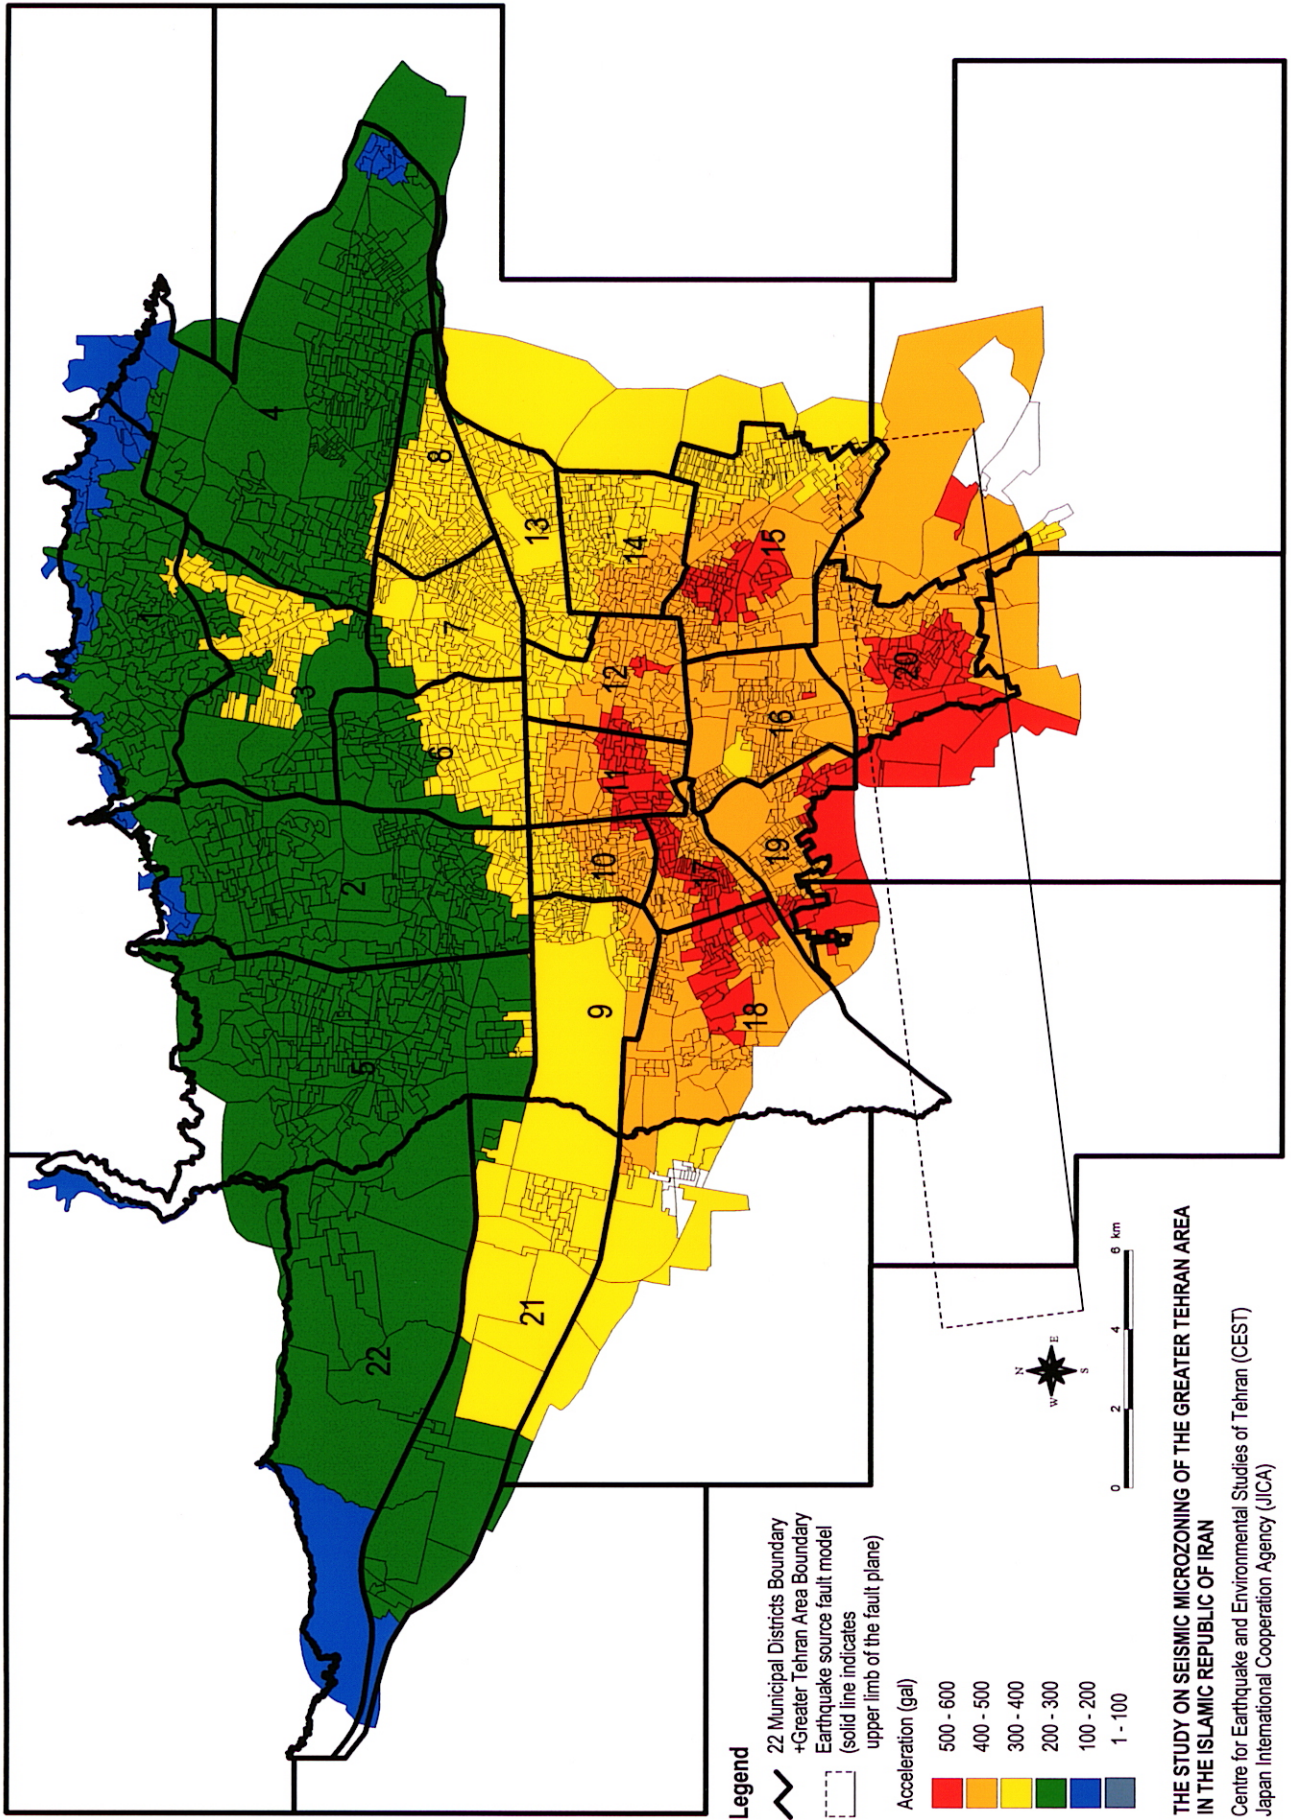 1
2
3
4
5
6
7
8
9
10
11
12
13
14
15
16
17
18
19
20
21
22
Legend
22 Municipal Districts Boundary
+Greater Tehran Area Boundary
Earthquake source fault model
(solid line indicates
upper limb of the fault plane)
Acceleration (gal)
500 - 600
400 - 500
300 - 400
200 - 300
100 - 200
1 - 100
N
W E
S
0 2 4 6 km
THE STUDY ON SEISMIC MICROZONING OF THE GREATER TEHRAN AREA
IN THE ISLAMIC REPUBLIC OF IRAN
Centre for Earthquake and Environmental Studies of Tehran (CEST)
Japan International Cooperation Agency (JICA)